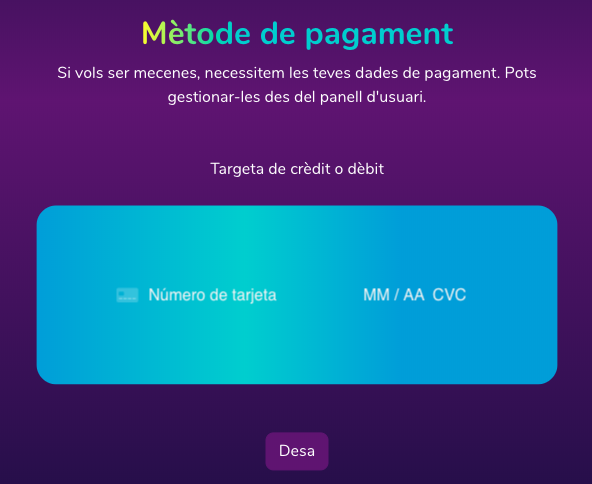 Mètode de pagament
Si vols ser mecenes, necessitem les teves dades de pagament. Pots
gestionar-les des del panell d'usuari.
Targeta de crèdit o dèbit
Número de tarjeta MM / AA CVC
Desa